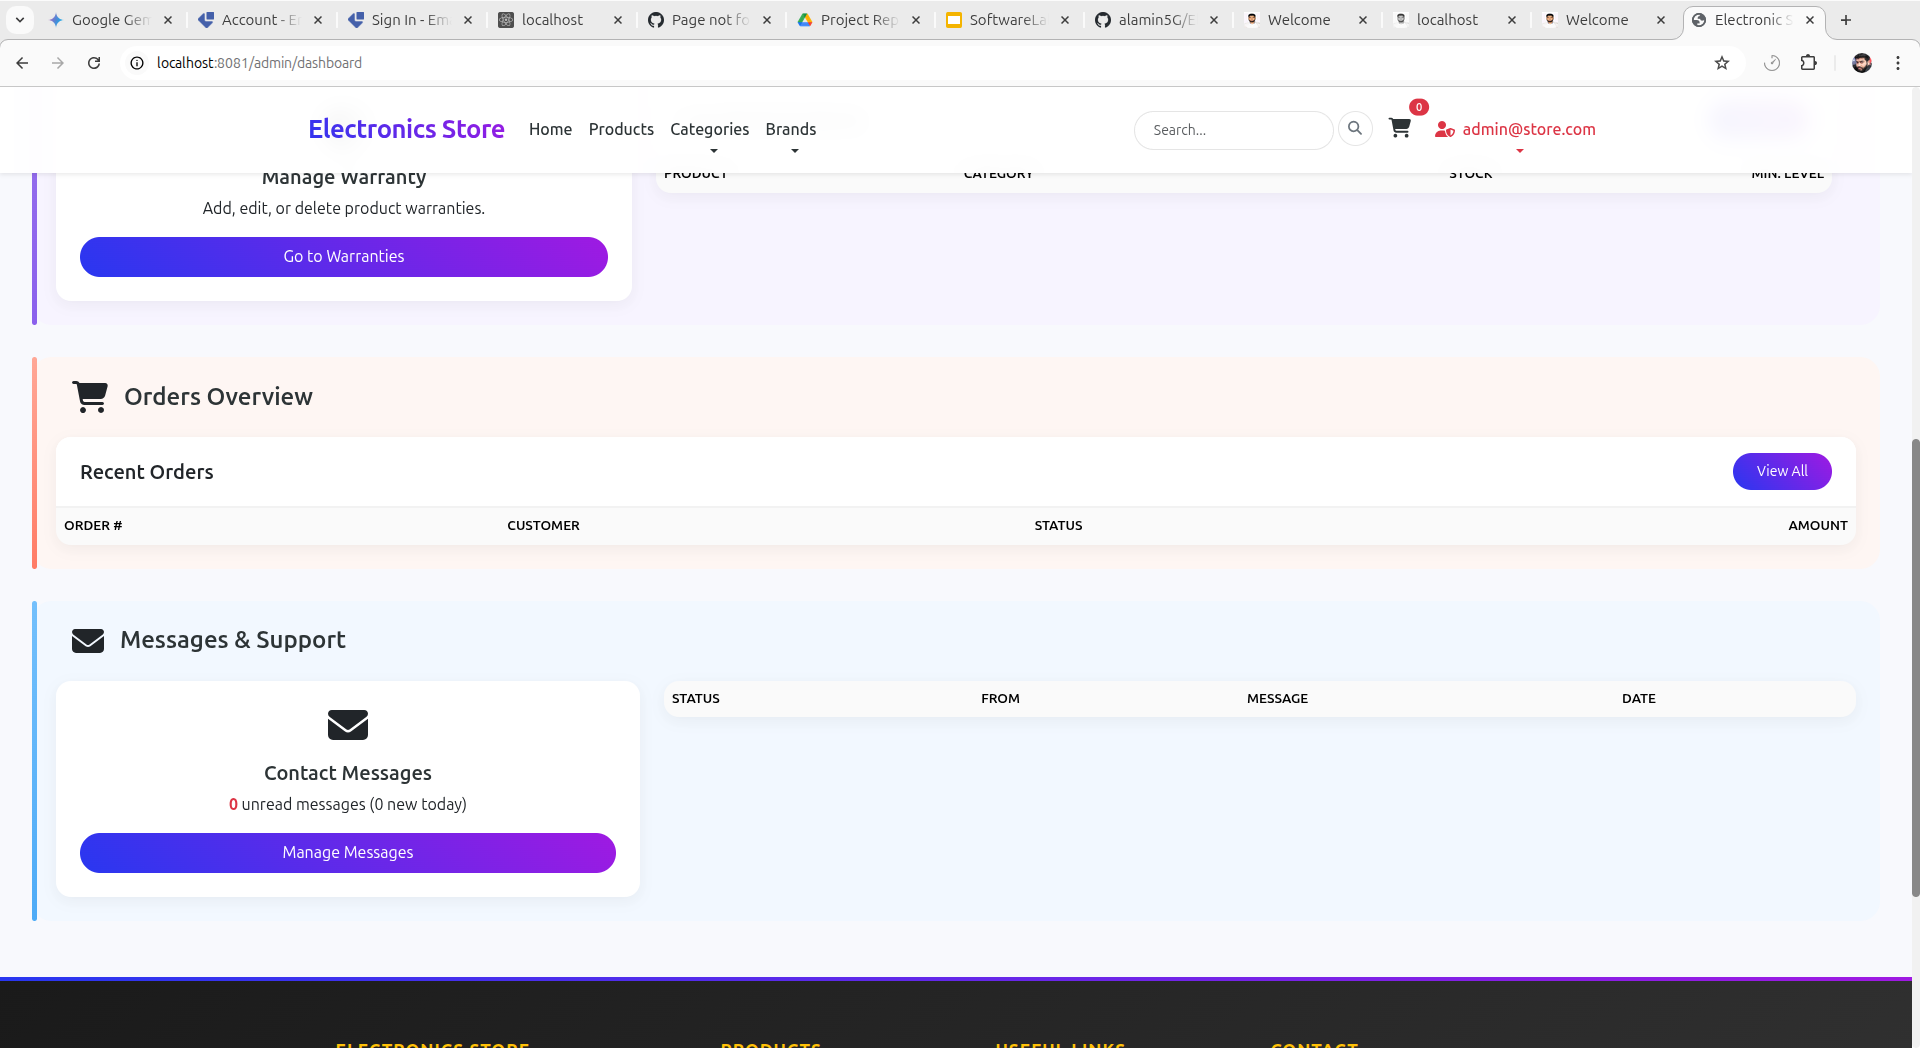 Google Gen
Account - E
Sign In - Em
localhost
Page not fo
Project Rep
SoftwareLa
alamin5G/E
Welcome
localhost
Welcome
Electronic S
localhost:8081/admin/dashboard
Electronics Store
Home
Products
Categories
Brands
Search...
0
admin@store.com
Manage Warranty
Add, edit, or delete product warranties.
Go to Warranties
PRODUCT CATEGORY STOCK MIN. LEVEL
Orders Overview
Recent Orders
View All
ORDER # CUSTOMER STATUS AMOUNT
Messages & Support
Contact Messages
0 unread messages (0 new today)
Manage Messages
STATUS FROM MESSAGE DATE
ELECTRONICS STORE PRODUCTS USEFUL LINKS CONTACT